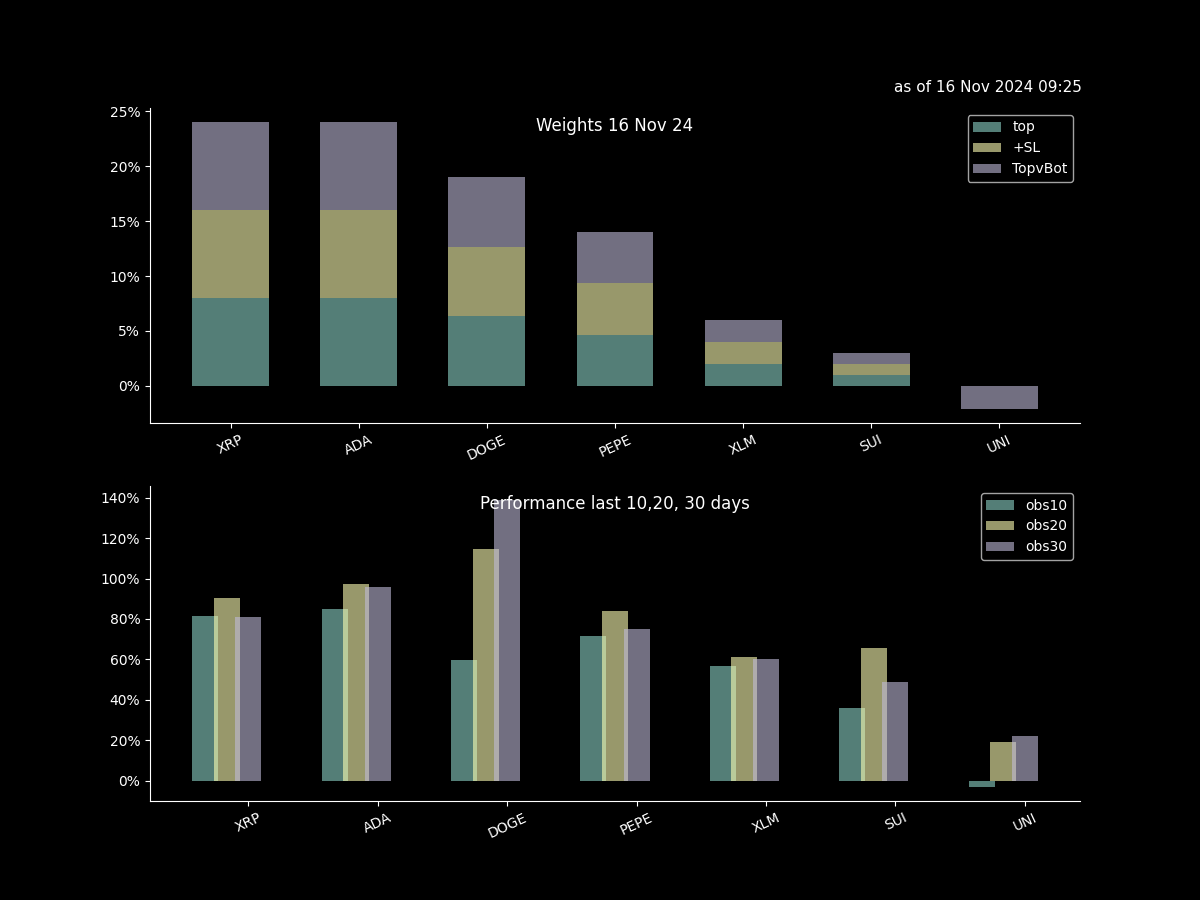 as of 16 Nov 2024 09:25
Weights 16 Nov 24
25%
20%
15%
10%
5%
0%
top
+SL
TopvBot
XRP ADA DOGE PEPE XLM SUI UNI
Performance last 10,20, 30 days
140%
120%
100%
80%
60%
40%
20%
0%
obs10
obs20
obs30
XRP ADA DOGE PEPE XLM SUI UNI